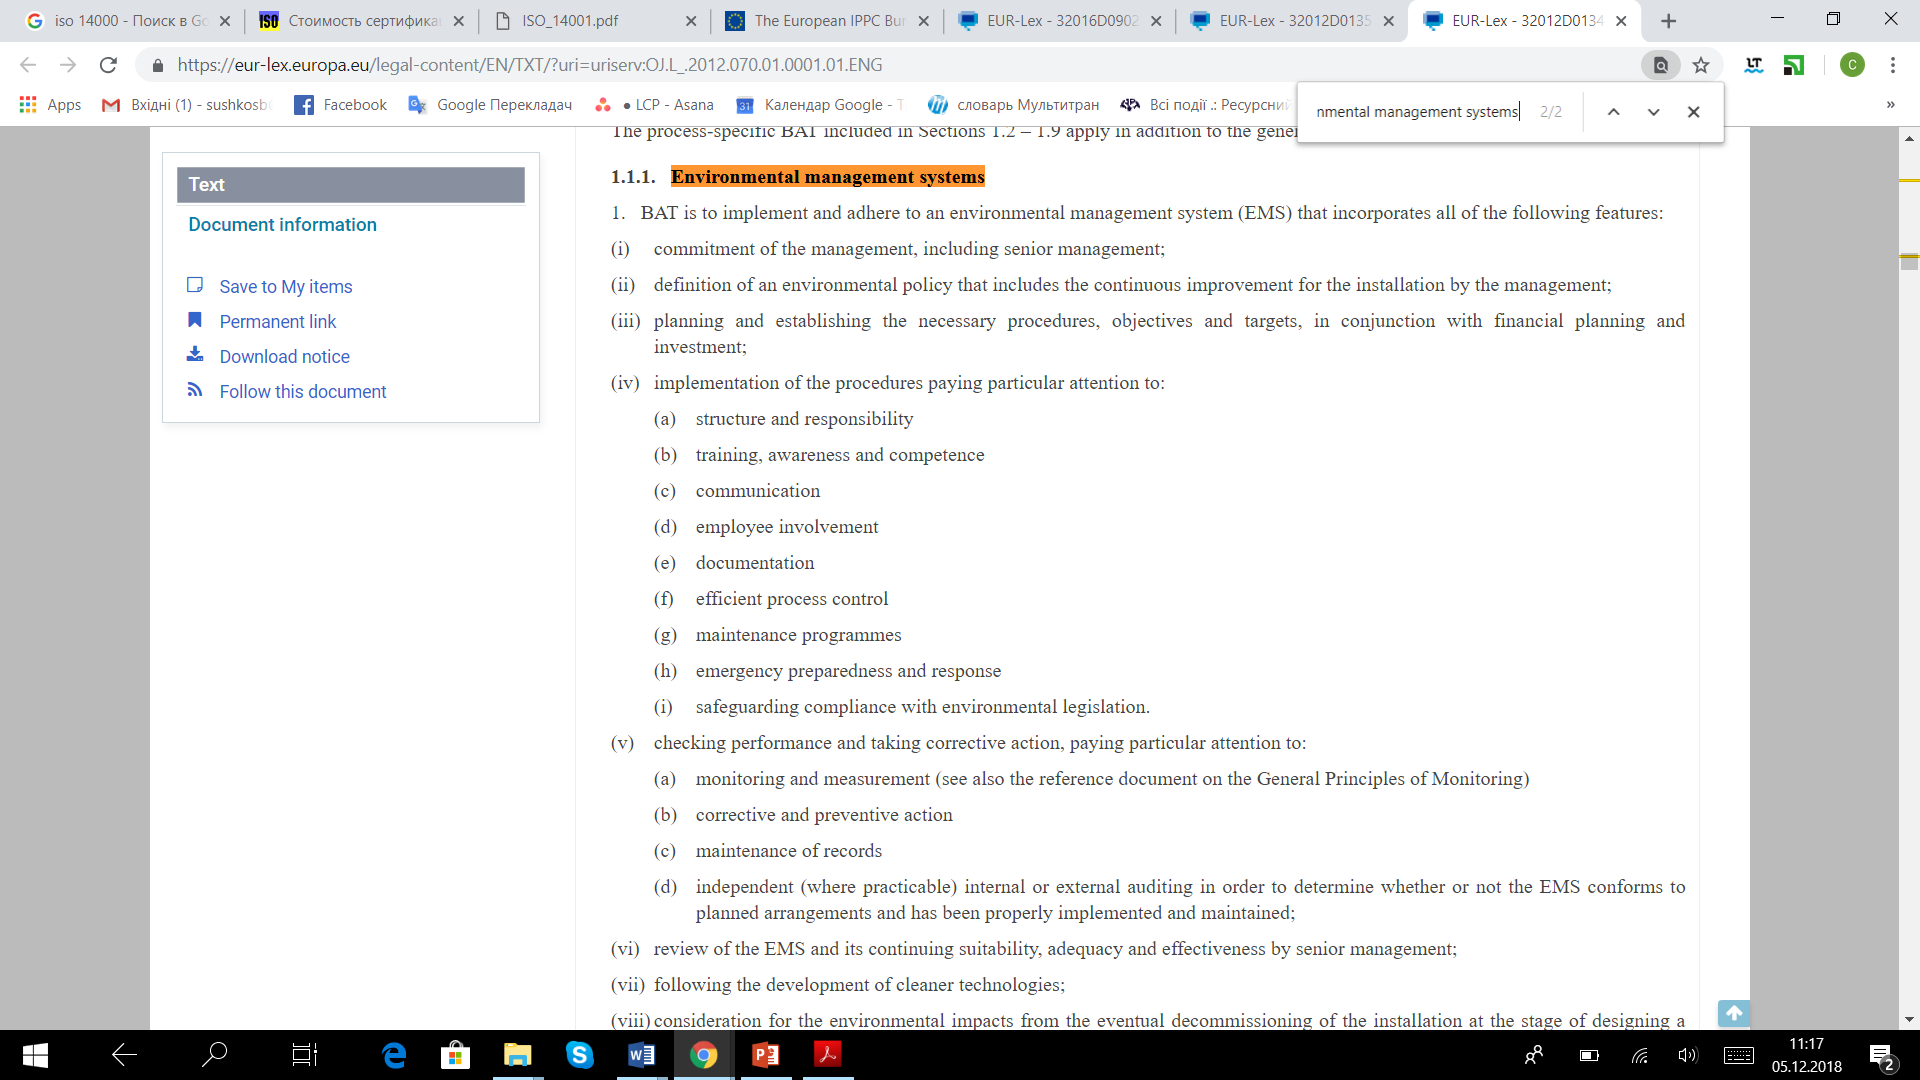 iso 14000 - Поиск в Go
Стоимость сертифика
ISO_14001.pdf
The European IPPC Bur
EUR-Lex - 32016D0902
EUR-Lex - 32012D0135
EUR-Lex - 32012D0134
https://eur-lex.europa.eu/legal-content/EN/TXT/?uri=uriserv:OJ.L_.2012.070.01.0001.01.ENG
C
Apps
Вхідні (1) - sushkosb
Facebook
Google Перекладач
• LCP - Asana
Календар Google - T
словарь Мультитран
Всі події .: Ресурсний
»
nmental management systems 2/2
The process-specific BAT included in Sections 1.2 – 1.9 apply in addition to the gener
Text
Document information
Save to My items
Permanent link
Download notice
Follow this document
1.1.1. Environmental management systems
1. BAT is to implement and adhere to an environmental management system (EMS) that incorporates all of the following features:
(i) commitment of the management, including senior management;
(ii) definition of an environmental policy that includes the continuous improvement for the installation by the management;
(iii) planning and establishing the necessary procedures, objectives and targets, in conjunction with financial planning and
investment;
(iv) implementation of the procedures paying particular attention to:
(a) structure and responsibility
(b) training, awareness and competence
(c) communication
(d) employee involvement
(e) documentation
(f) efficient process control
(g) maintenance programmes
(h) emergency preparedness and response
(i) safeguarding compliance with environmental legislation.
(v) checking performance and taking corrective action, paying particular attention to:
(a) monitoring and measurement (see also the reference document on the General Principles of Monitoring)
(b) corrective and preventive action
(c) maintenance of records
(d) independent (where practicable) internal or external auditing in order to determine whether or not the EMS conforms to
planned arrangements and has been properly implemented and maintained;
(vi) review of the EMS and its continuing suitability, adequacy and effectiveness by senior management;
(vii) following the development of cleaner technologies;
(viii) consideration for the environmental impacts from the eventual decommissioning of the installation at the stage of designing a
11:17
05.12.2018
2